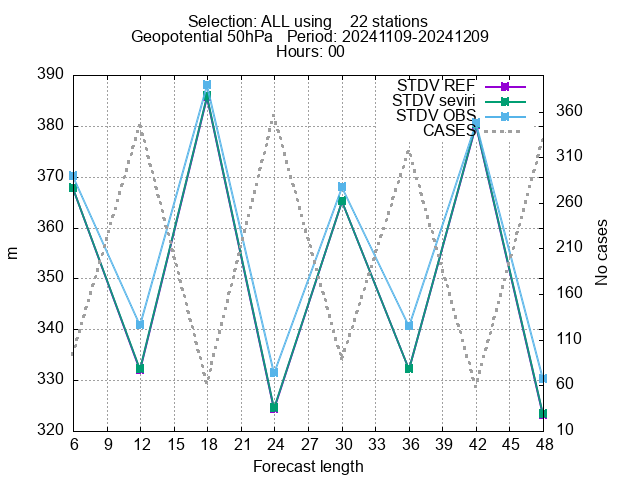 Selection: ALL using 22 stations
Geopotential 50hPa Period: 20241109-20241209
Hours: 00
STDV REF
STDV seviri
STDV OBS
CASES
390
380
370
360
350
340
330
320
m
360
310
260
210
160
110
60
10
No cases
6 9 12 15 18 21 24 27 30 33 36 39 42 45 48
Forecast length